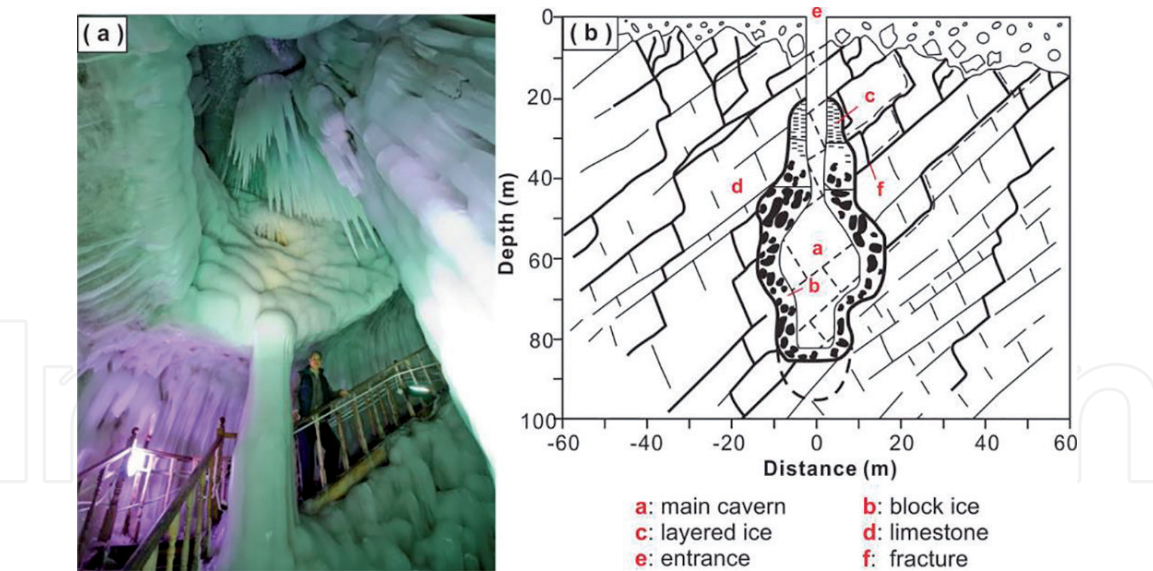 ( a )
( b )
e
c
d
f
a
b
Depth (m)
0
20
40
60
80
100
-60
-40
-20
0
20
40
60
Distance (m)
a: main cavern
b: block ice
c: layered ice
d: limestone
e: entrance
f: fracture